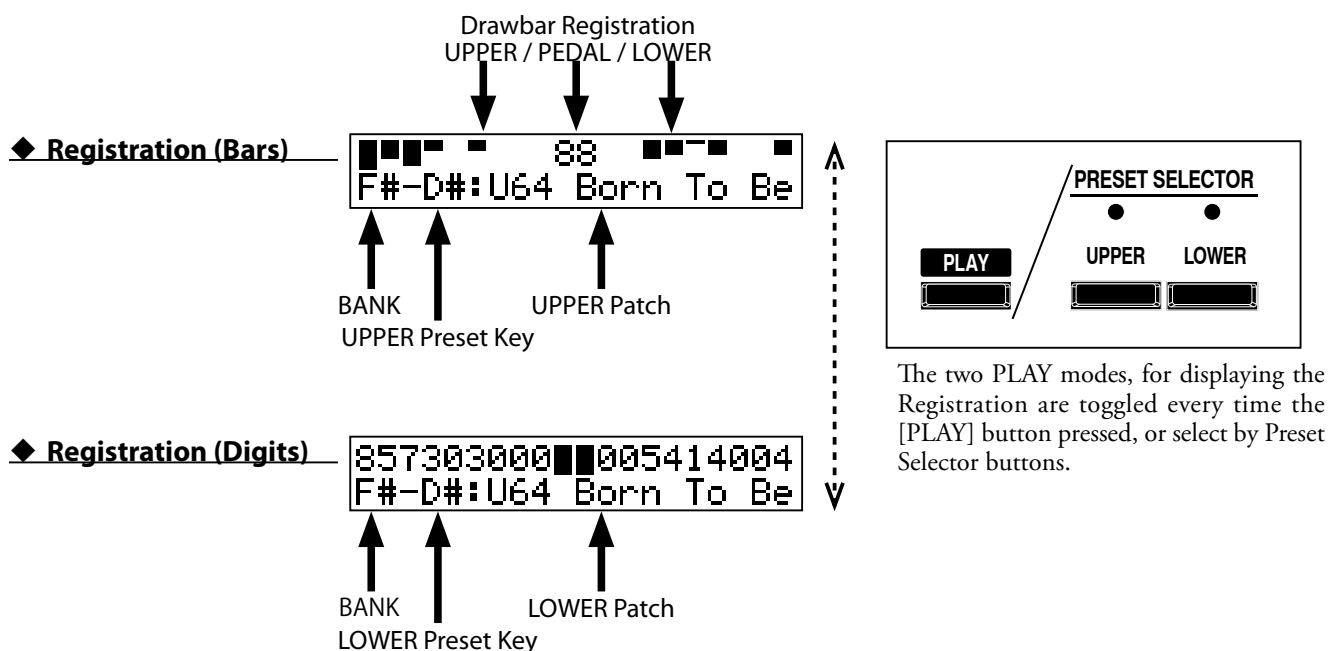 Drawbar Registration
UPPER / PEDAL / LOWER
◆ Registration (Bars)
88
F#-D#:U64 Born To Be
BANK
UPPER Patch
UPPER Preset Key
PRESET SELECTOR
PLAY
UPPER
LOWER
The two PLAY modes, for displaying the
Registration are toggled every time the
[PLAY] button pressed, or select by Preset
Selector buttons.
◆ Registration (Digits)
857303000██005414004
F#-D#:U64 Born To Be
BANK
LOWER Patch
LOWER Preset Key